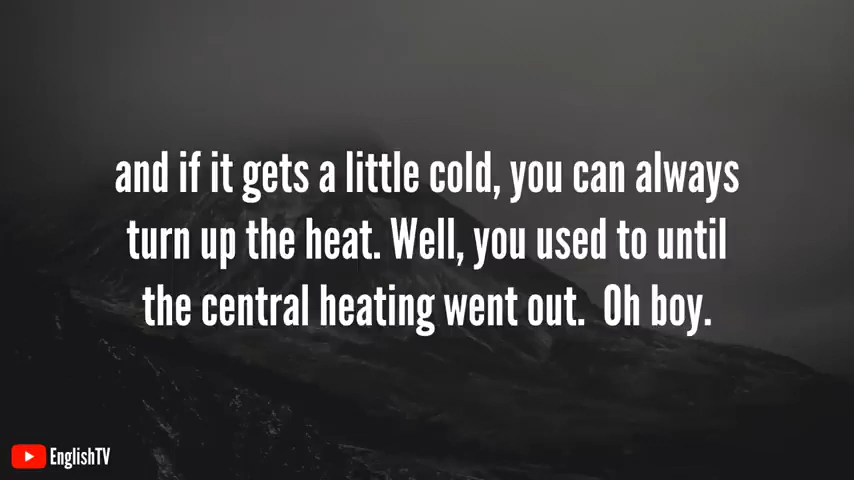 and if it gets a little cold, you can always
turn up the heat. Well, you used to until
the central heating went out.  Oh boy.
EnglishTV